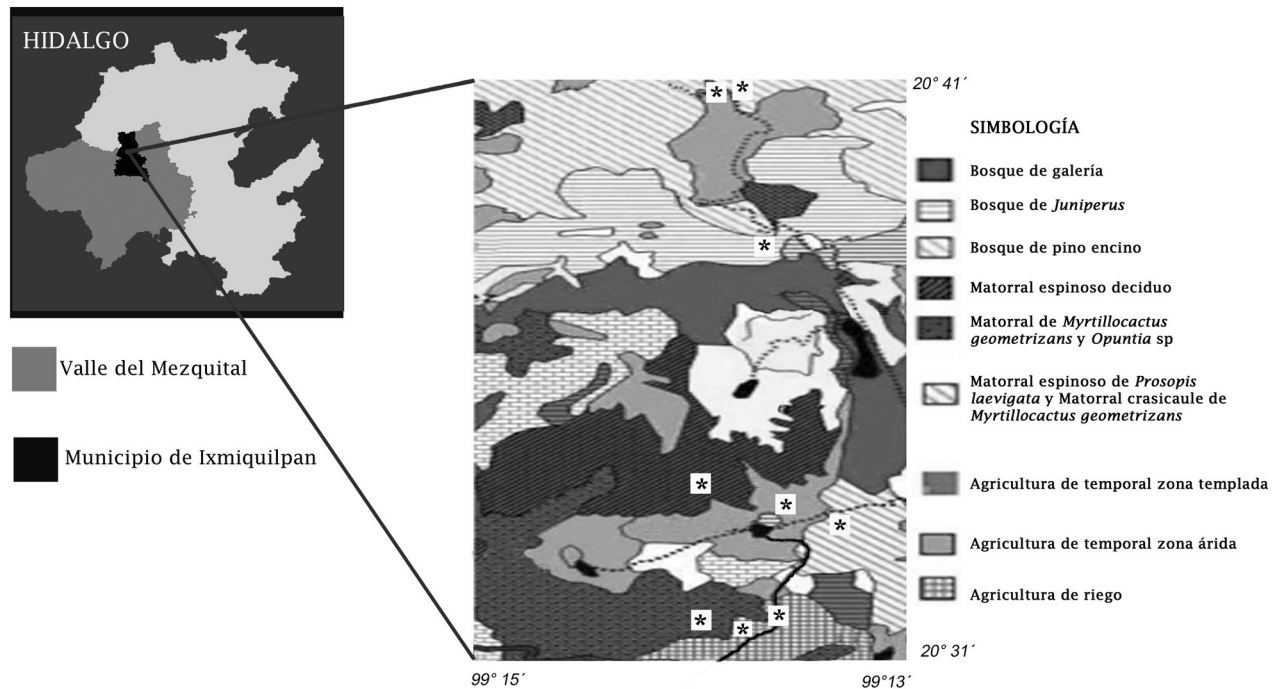 HIDALGO
Valle del Mezquital
Municipio de Ixmiquilpan
20° 41´
SIMBOLOGÍA
Bosque de galería
Bosque de Juniperus
Bosque de pino encino
Matorral espinoso deciduo
Matorral de Myrtillocactus
geometrizans y Opuntia sp
Matorral espinoso de Prosopis
laevigata y Matorral crasicaule de
Myrtillocactus geometrizans
Agricultura de temporal zona templada
Agricultura de temporal zona árida
Agricultura de riego
20° 31´
99° 15´
99°13´